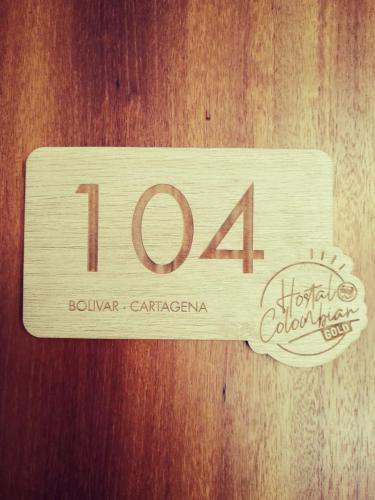 104
BOLIVAR - CARTAGENA
Hostal
Colombian
GOLD